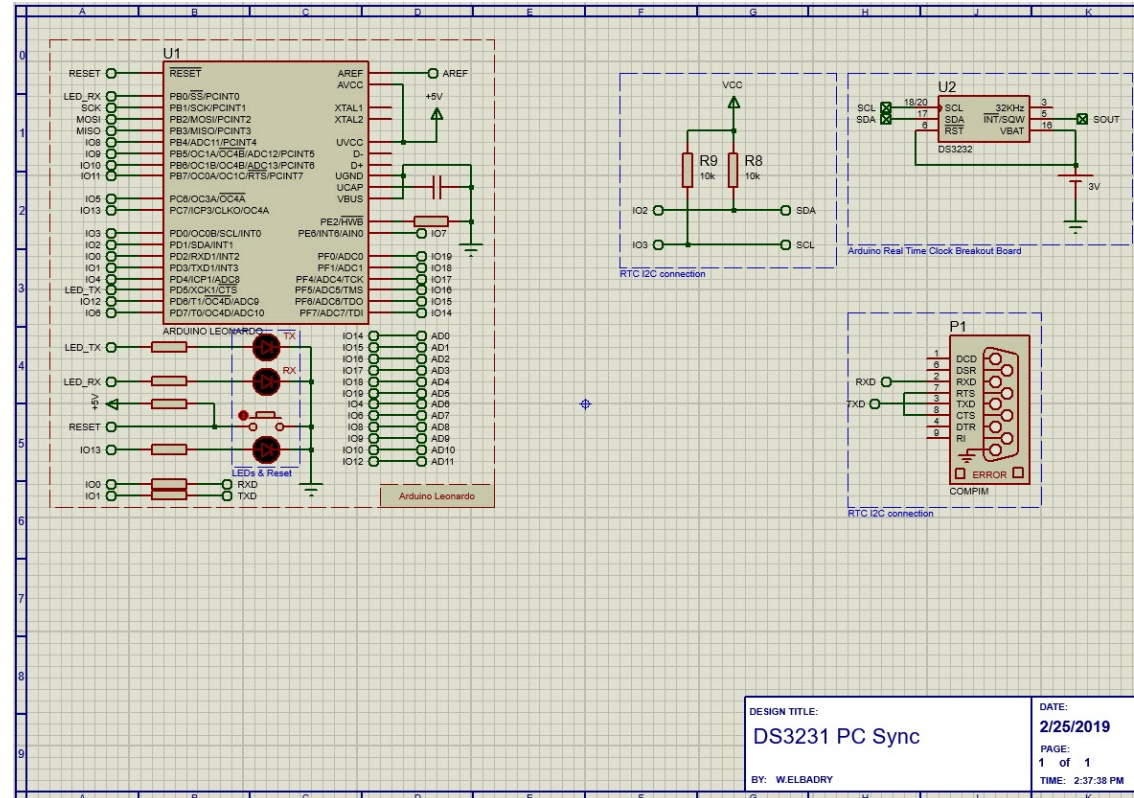 A B C D E F G H J K
0
1
2
3
4
5
6
7
8
9
U1
RESET RESET
LED_RX PB0/SS/PCINT0
SCK PB1/SCK/PCINT1
MOSI PB2/MOSI/PCINT2
MISO PB3/MISO/PCINT3
IO8 PB4/ADC11/PCINT4
IO9 PB5/OC1A/OC4B/ADC12/PCINT5
IO10 PB6/OC1B/OC4B/ADC13/PCINT6
IO11 PB7/OC0A/OC1C/RTS/PCINT7
IO5 PC6/OC3A/OC4A
IO13 PC7/ICP3/CLKO/OC4A
IO3 PD0/OC0B/SCL/INT0
IO2 PD1/SDA/INT1
IO0 PD2/RXD1/INT2
IO1 PD3/TXD1/INT3
IO4 PD4/ICP1/ADC8
LED_TX PD5/XCK1/CTS
IO12 PD6/T1/OC4D/ADC9
IO6 PD7/T0/OC4D/ADC10
AREF AREF
AVCC
+5V
XTAL1
XTAL2
UVCC
D-
D+
UGND
UCAP
VBUS
PE2/HWB
PE6/INT6/AIN0 IO7
PF0/ADC0 IO19
PF1/ADC1 IO18
PF4/ADC4/TCK IO17
PF5/ADC5/TMS IO16
PF6/ADC6/TDO IO15
PF7/ADC7/TDI IO14
ARDUINO LEONARDO
LED_TX TX
LED_RX RX
+5V
RESET
IO13
LEDs & Reset
IO0 RXD
IO1 TXD
IO14 AD0
IO15 AD1
IO16 AD2
IO17 AD3
IO18 AD4
IO19 AD5
IO4 AD6
IO6 AD7
IO8 AD8
IO9 AD9
IO10 AD10
IO12 AD11
Arduino Leonardo
VCC
R9 R8
10k 10k
IO2 SDA
IO3 SCL
RTC I2C connection
U2
SCL 18/20 SCL 32KHz 3
SDA 17 SDA INT/SQW 5 SOUT
6 RST VBAT 16
DS3232
3V
Arduino Real Time Clock Breakout Board
P1
1 DCD
6 DSR
RXD 2 RXD
7 RTS
TXD 3 TXD
8 CTS
4 DTR
9 RI
ERROR
COMPIM
RTC I2C connection
DESIGN TITLE:
DS3231 PC Sync
BY: W.ELBADRY
DATE:
2/25/2019
PAGE:
1 of 1
TIME: 2:37:38 PM
A B C D E F G H J K